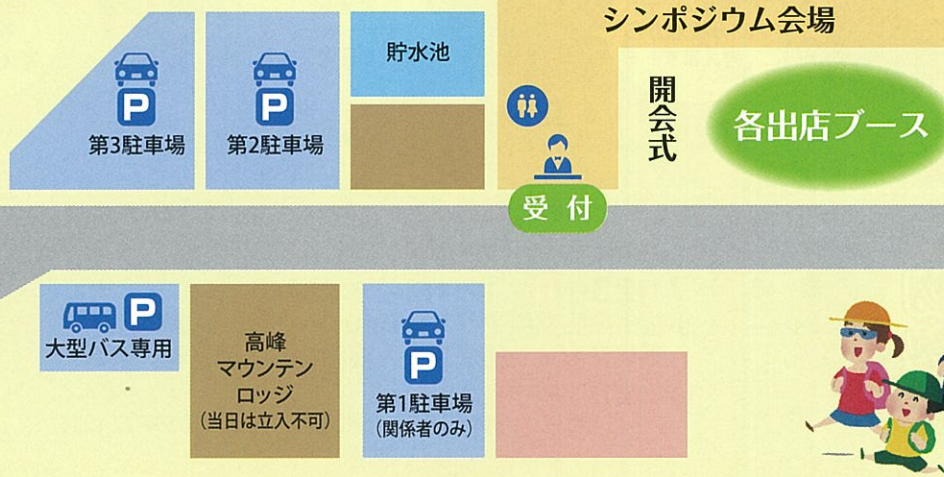 シンポジウム会場
貯水池
開会式
各出店ブース
P
第3駐車場
P
第2駐車場
受付
P
大型バス専用
高峰
マウンテン
ロッジ
(当日は立入不可)
P
第1駐車場
(関係者のみ)